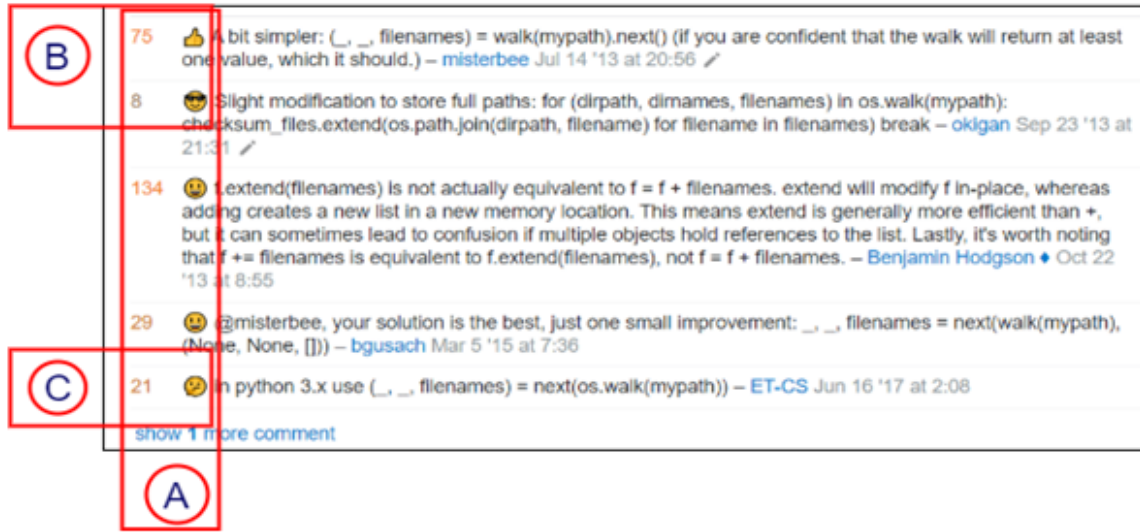 B
75 👍 A bit simpler: (_, _, filenames) = walk(mypath).next() (if you are confident that the walk will return at least
one value, which it should.) – misterbee Jul 14 '13 at 20:56
8 😎 Slight modification to store full paths: for (dirpath, dirnames, filenames) in os.walk(mypath):
checksum_files.extend(os.path.join(dirpath, filename) for filename in filenames) break – okigan Sep 23 '13 at
21:31
134 😀 f.extend(filenames) is not actually equivalent to f = f + filenames. extend will modify f in-place, whereas
adding creates a new list in a new memory location. This means extend is generally more efficient than +,
but it can sometimes lead to confusion if multiple objects hold references to the list. Lastly, it's worth noting
that f += filenames is equivalent to f.extend(filenames), not f = f + filenames. – Benjamin Hodgson ♦ Oct 22
'13 at 8:55
29 😀 @misterbee, your solution is the best, just one small improvement: _, _, filenames = next(walk(mypath),
(None, None, [])) – bgusach Mar 5 '15 at 7:36
C
21 🤔 in python 3.x use (_, _, filenames) = next(os.walk(mypath)) – ET-CS Jun 16 '17 at 2:08
show 1 more comment
A